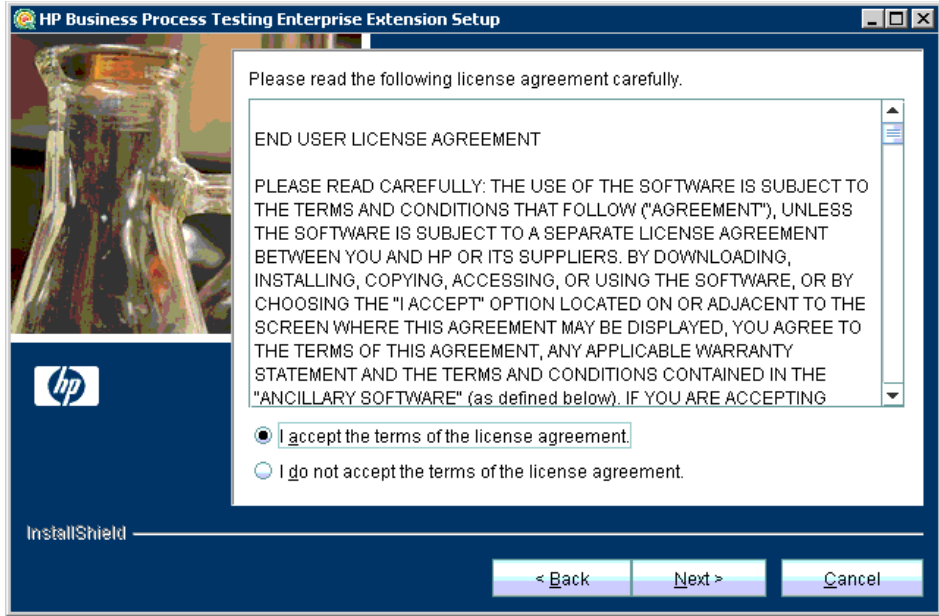 HP Business Process Testing Enterprise Extension Setup
Please read the following license agreement carefully.
END USER LICENSE AGREEMENT
PLEASE READ CAREFULLY: THE USE OF THE SOFTWARE IS SUBJECT TO
THE TERMS AND CONDITIONS THAT FOLLOW ("AGREEMENT"), UNLESS
THE SOFTWARE IS SUBJECT TO A SEPARATE LICENSE AGREEMENT
BETWEEN YOU AND HP OR ITS SUPPLIERS. BY DOWNLOADING,
INSTALLING, COPYING, ACCESSING, OR USING THE SOFTWARE, OR BY
CHOOSING THE "I ACCEPT" OPTION LOCATED ON OR ADJACENT TO THE
SCREEN WHERE THIS AGREEMENT MAY BE DISPLAYED, YOU AGREE TO
THE TERMS OF THIS AGREEMENT, ANY APPLICABLE WARRANTY
STATEMENT AND THE TERMS AND CONDITIONS CONTAINED IN THE
"ANCILLARY SOFTWARE" (as defined below). IF YOU ARE ACCEPTING
hp
I accept the terms of the license agreement.
I do not accept the terms of the license agreement.
InstallShield
< Back
Next >
Cancel